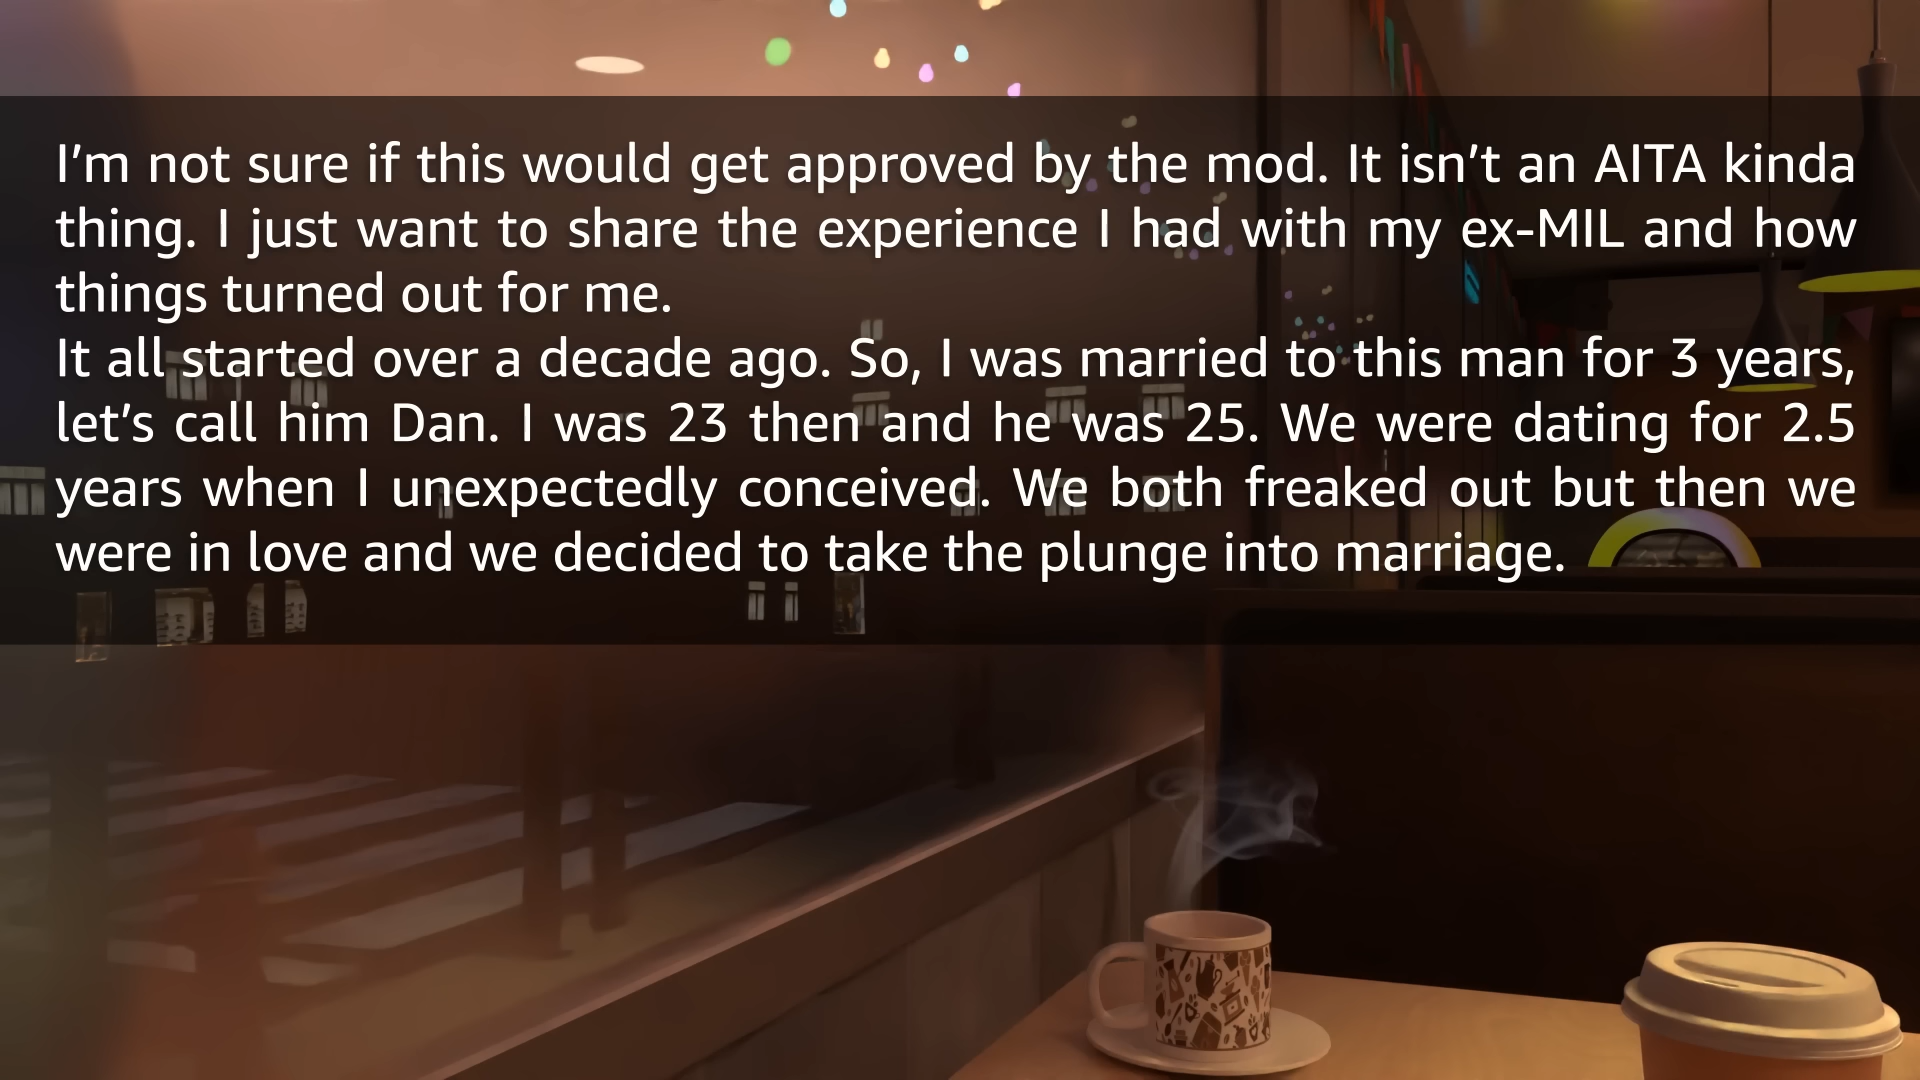 I’m not sure if this would get approved by the mod. It isn’t an AITA kinda
thing. I just want to share the experience I had with my ex-MIL and how
things turned out for me.
It all started over a decade ago. So, I was married to this man for 3 years,
let’s call him Dan. I was 23 then and he was 25. We were dating for 2.5
years when I unexpectedly conceived. We both freaked out but then we
were in love and we decided to take the plunge into marriage.